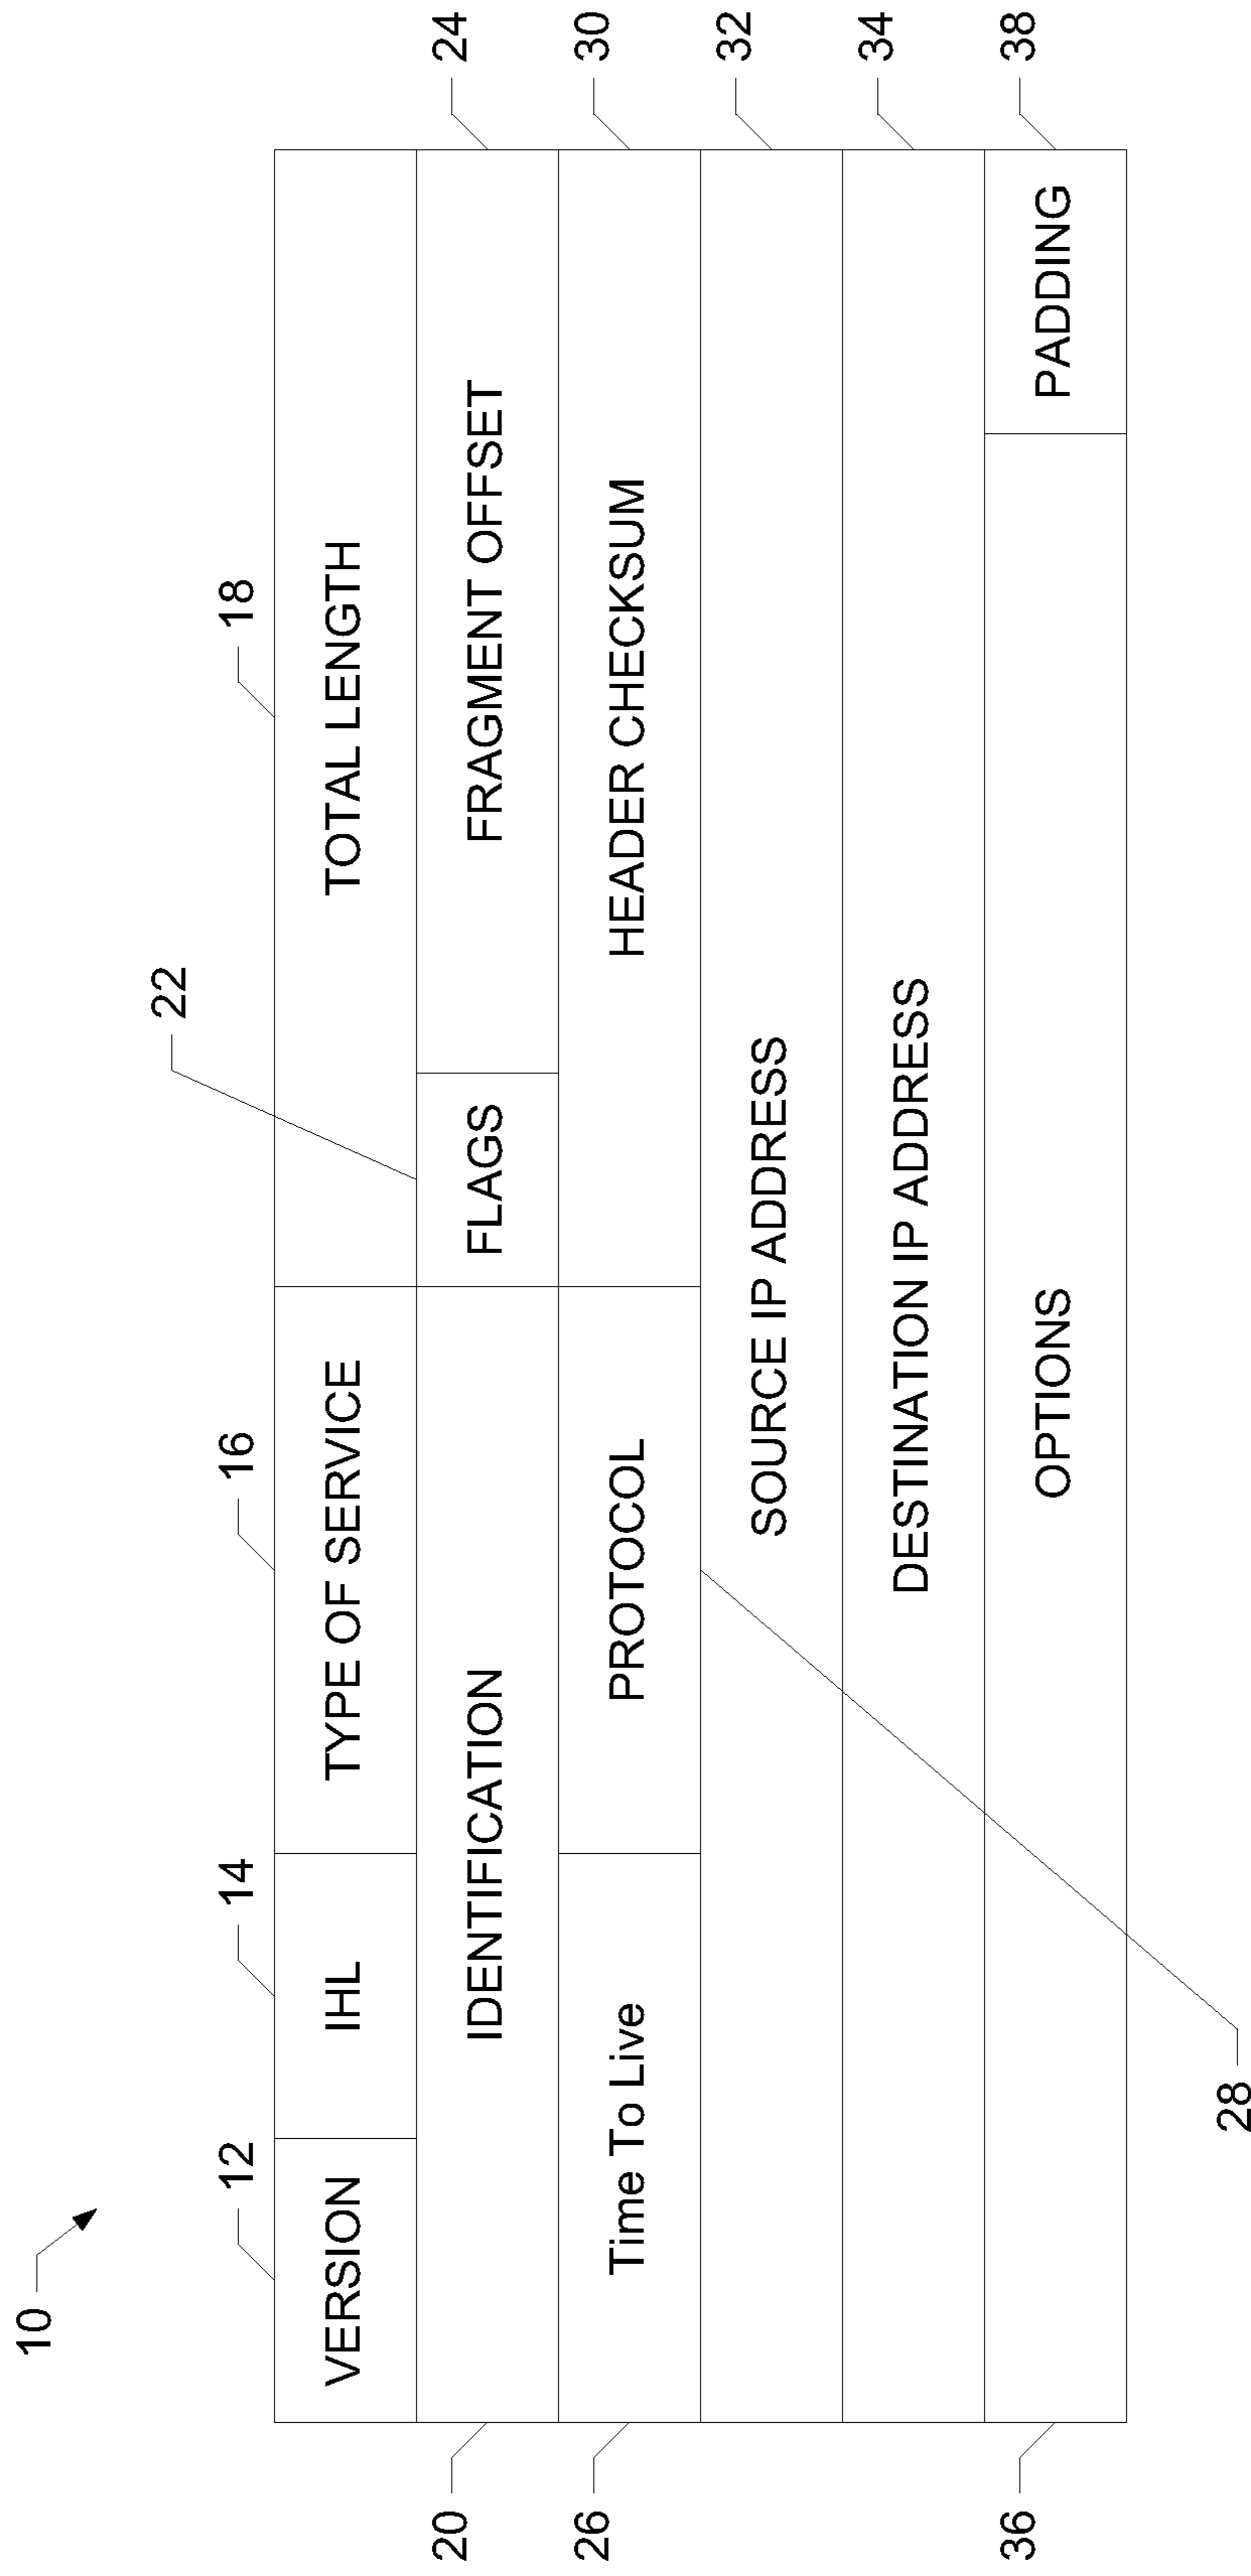 10
12
14
16
18
22
VERSION
IHL
TYPE OF SERVICE
TOTAL LENGTH
20
IDENTIFICATION
FLAGS
FRAGMENT OFFSET
24
26
Time To Live
PROTOCOL
HEADER CHECKSUM
30
SOURCE IP ADDRESS
32
DESTINATION IP ADDRESS
34
36
OPTIONS
PADDING
38
28